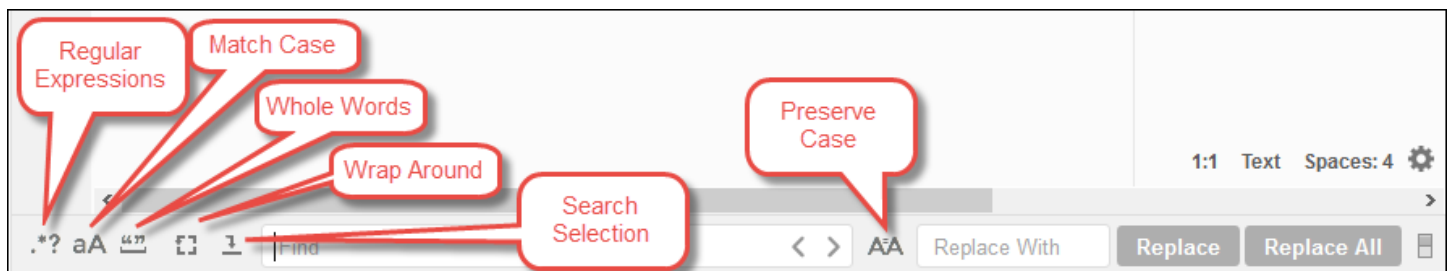 Regular
Expressions
Match Case
Whole Words
Wrap Around
Search
Selection
Preserve
Case
1:1 Text Spaces: 4
.*? aA “” Find < > AA Replace With Replace Replace All